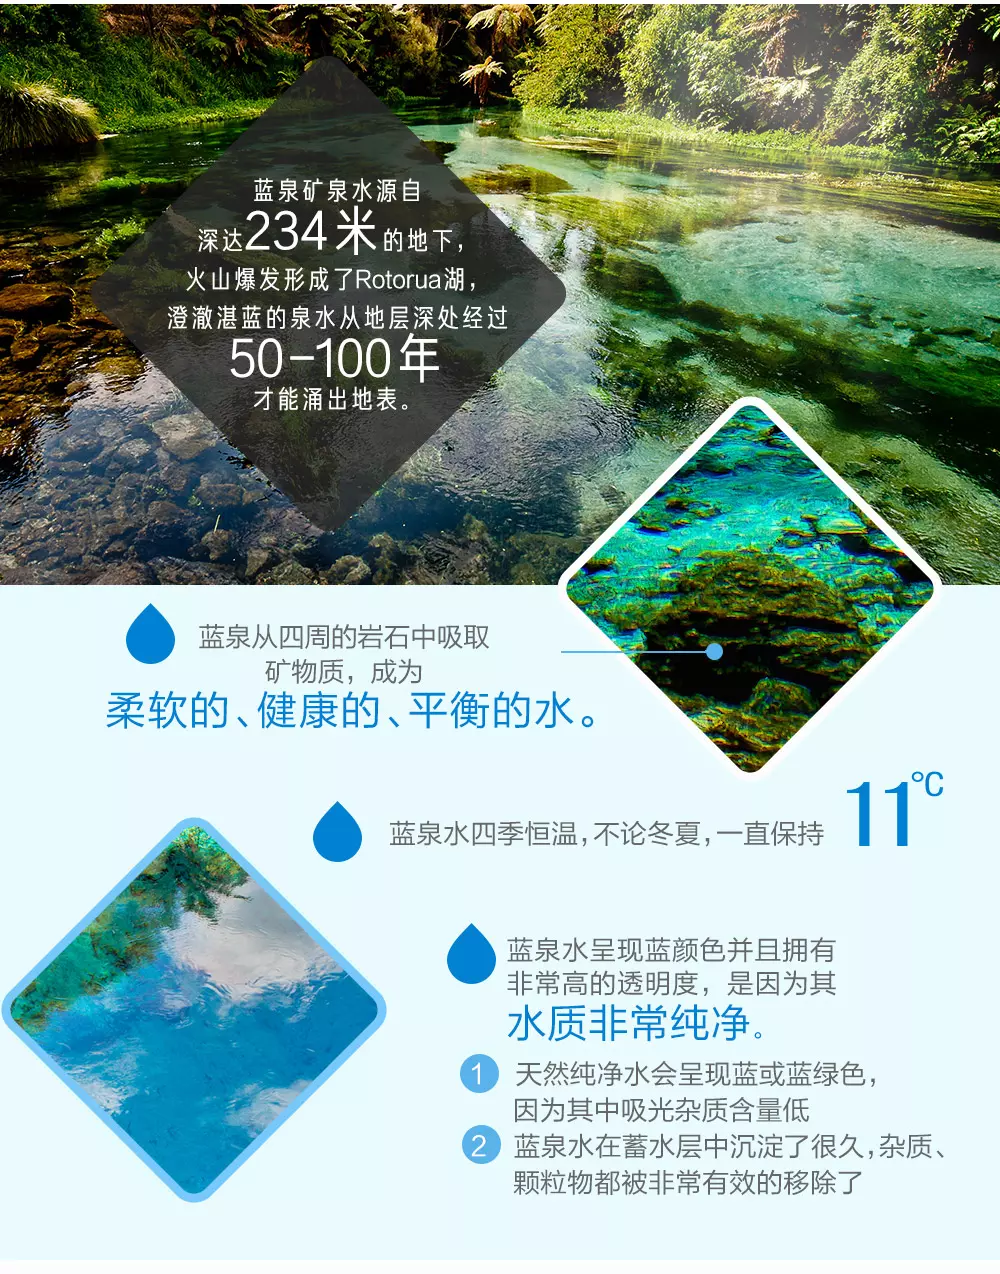 蓝泉矿泉水源自
深达234米的地下，
火山爆发形成了Rotorua湖，
澄澈湛蓝的泉水从地层深处经过
50-100年
才能涌出地表。
蓝泉从四周的岩石中吸取
矿物质，成为
柔软的、健康的、平衡的水。
蓝泉水四季恒温，不论冬夏，一直保持 11℃
蓝泉水呈现蓝颜色并且拥有
非常高的透明度，是因为其
水质非常纯净。
1 天然纯净水会呈现蓝或蓝绿色，
因为其中吸光杂质含量低
2 蓝泉水在蓄水层中沉淀了很久，杂质、
颗粒物都被非常有效的移除了